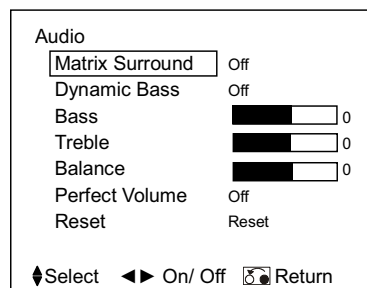 Audio
Matrix Surround Off
Dynamic Bass Off
Bass 0
Treble 0
Balance 0
Perfect Volume Off
Reset Reset
Select ◄► On/ Off Return